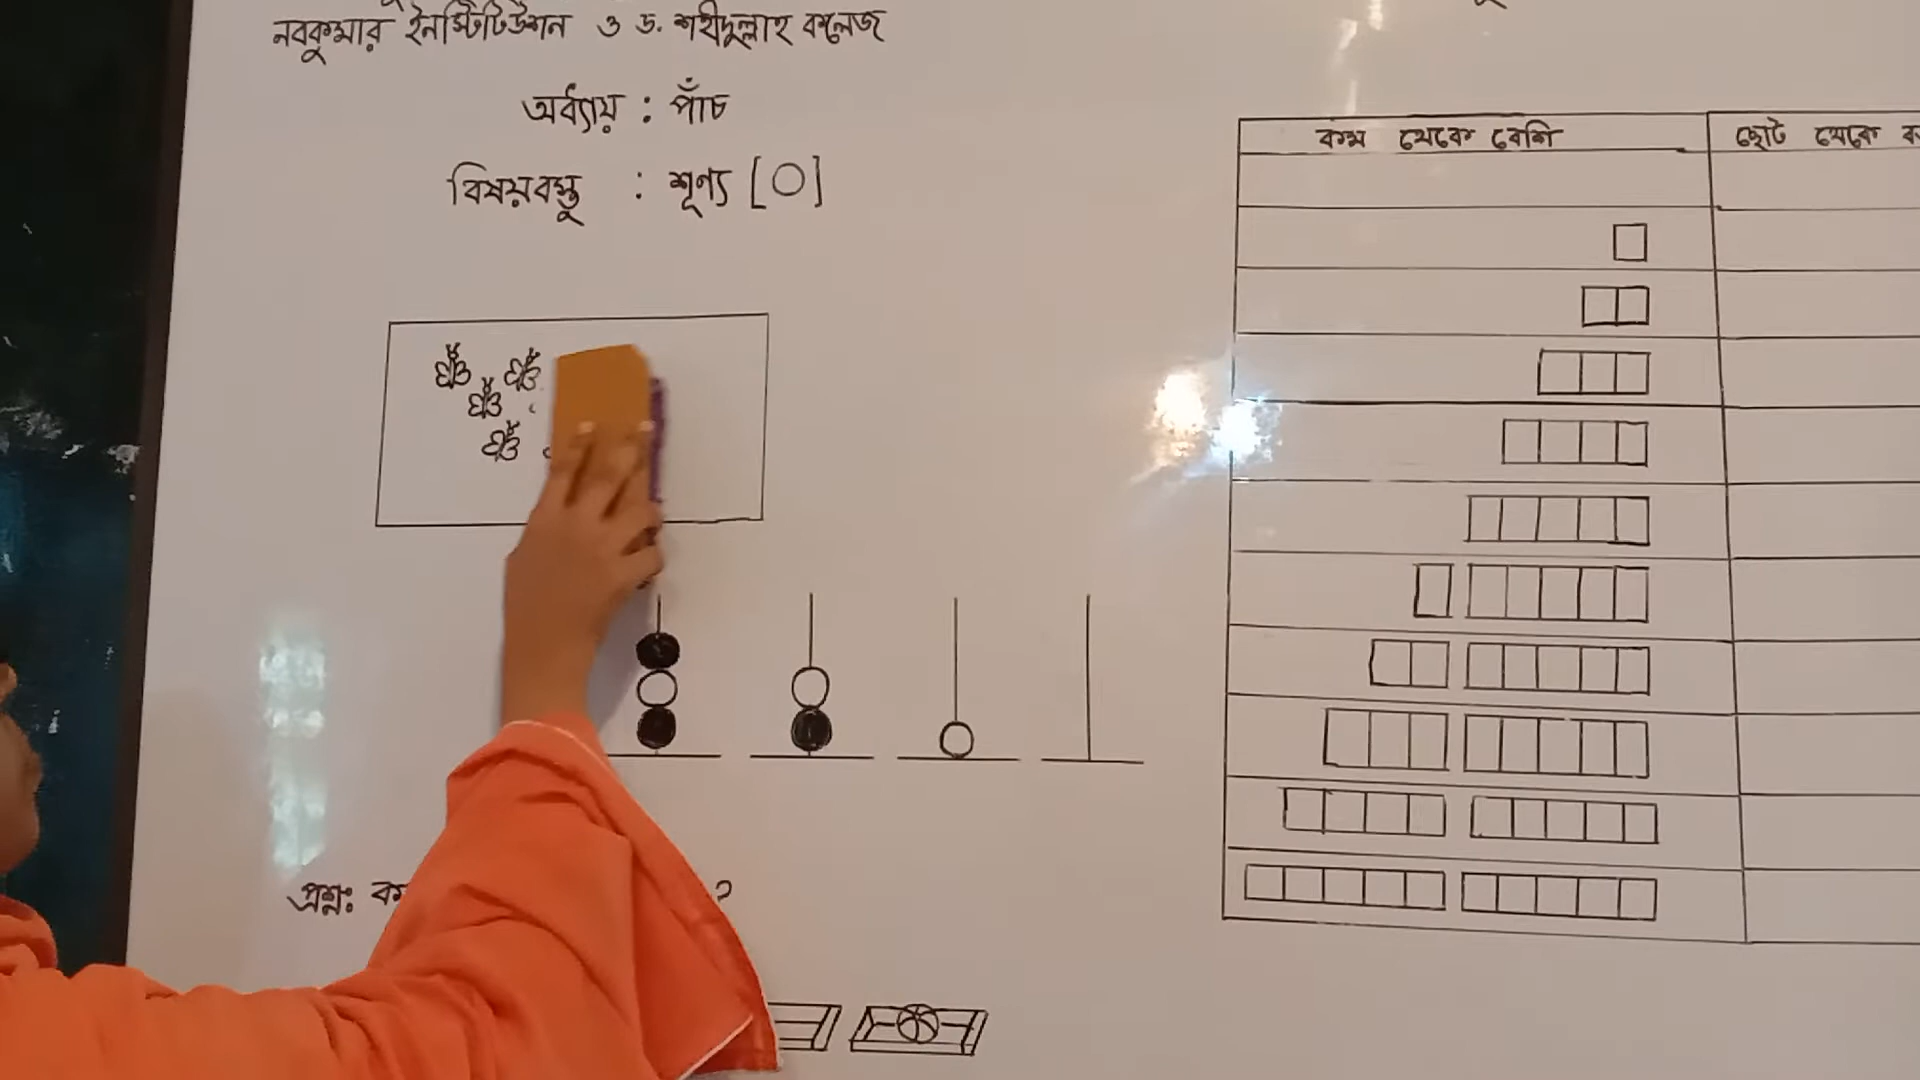 নবকুমার ইনস্টিটিউশন ও ড. শহীদুল্লাহ কলেজ
অধ্যায় : পাঁচ
বিষয়বস্তু : শূণ্য [০]
কম থেকে বেশি
ছোট থেকে
প্রশ্ন: ?